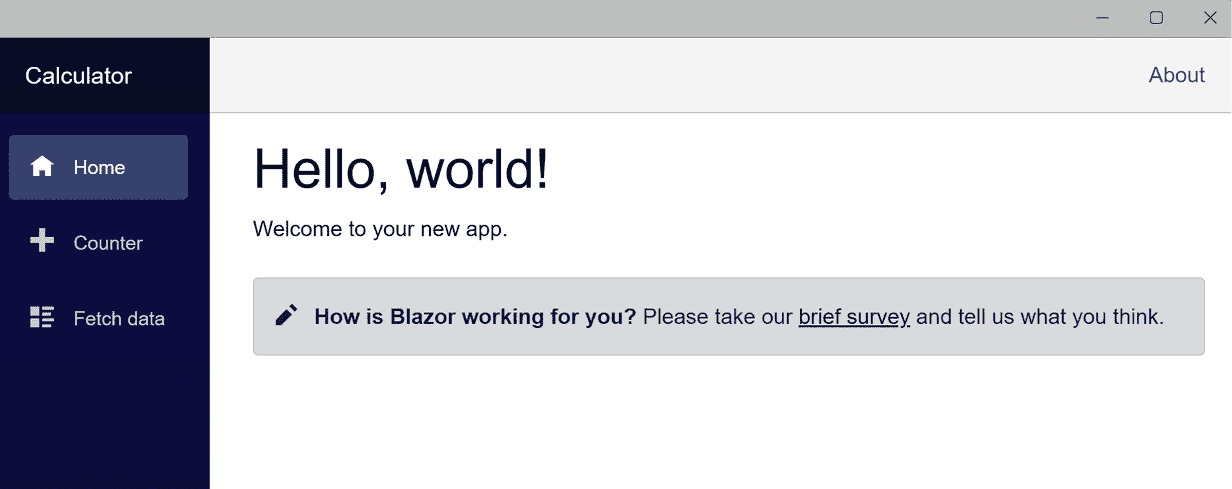 Calculator
About
Home
Counter
Fetch data
Hello, world!
Welcome to your new app.
How is Blazor working for you? Please take our brief survey and tell us what you think.